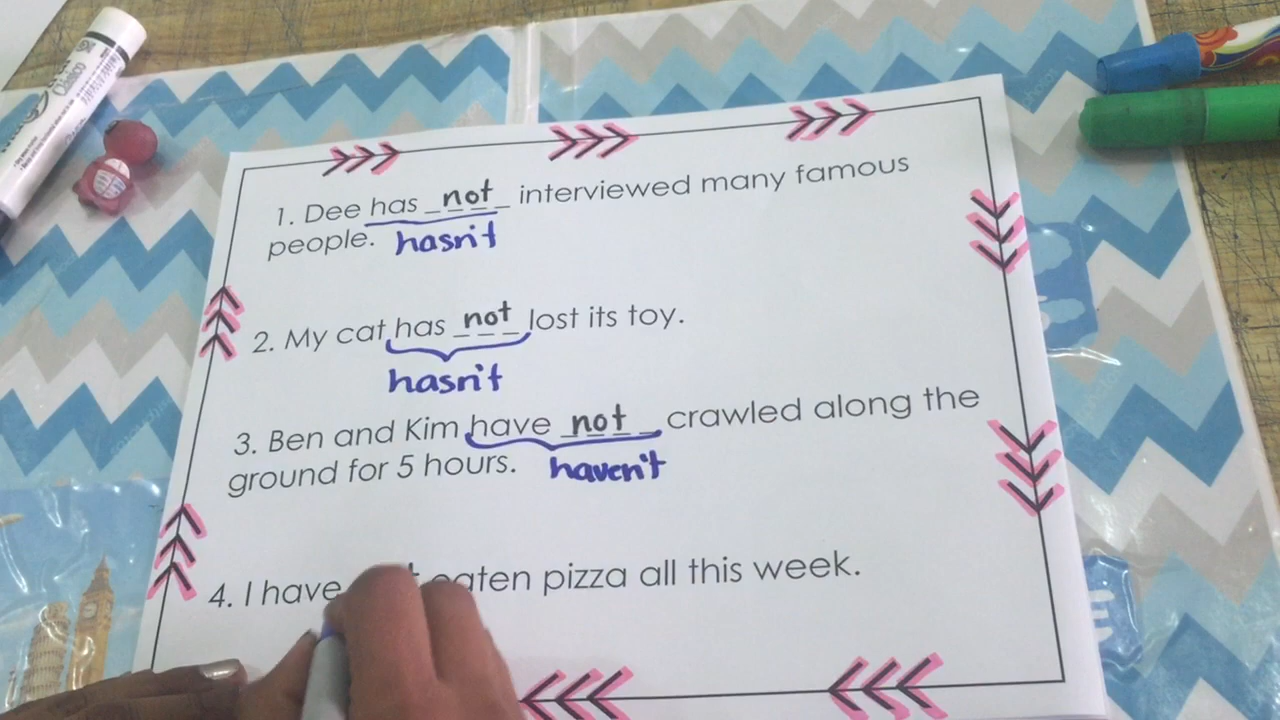 1. Dee has not interviewed many famous
people. hasn't
2. My cat has not lost its toy.
hasn't
3. Ben and Kim have not crawled along the
ground for 5 hours. haven't
4. I have eaten pizza all this week.